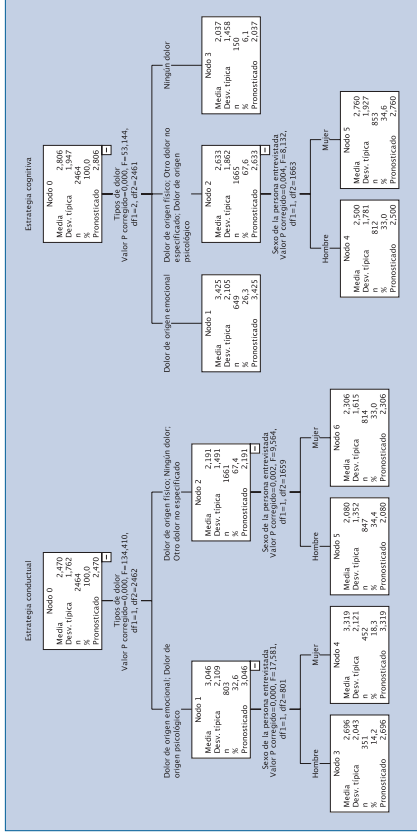 Estrategia conductual
Nodo 0
Media 2,470
Desv. típica 1,762
n 2464
% 100,0
Pronosticado 2,470
Tipos de dolor
Valor P corregido=0,000, F=134,410,
df1=1, df2=2462
Dolor de origen emocional; Dolor de
origen psicológico
Nodo 1
Media 3,046
Desv. típica 2,109
n 803
% 32,6
Pronosticado 3,046
Sexo de la persona entrevistada
Valor P corregido=0,000, F=17,581,
df1=1, df2=801
Hombre
Nodo 3
Media 2,696
Desv. típica 2,043
n 351
% 14,2
Pronosticado 2,696
Mujer
Nodo 4
Media 3,319
Desv. típica 2,121
n 452
% 18,3
Pronosticado 3,319
Dolor de origen físico; Ningún dolor;
Otro dolor no especificado
Nodo 2
Media 2,191
Desv. típica 1,491
n 1661
% 67,4
Pronosticado 2,191
Sexo de la persona entrevistada
Valor P corregido=0,002, F=9,564,
df1=1, df2=1659
Hombre
Nodo 5
Media 2,080
Desv. típica 1,352
n 847
% 34,4
Pronosticado 2,080
Mujer
Nodo 6
Media 2,306
Desv. típica 1,615
n 814
% 33,0
Pronosticado 2,306
Estrategia cognitiva
Nodo 0
Media 2,806
Desv. típica 1,947
n 2464
% 100,0
Pronosticado 2,806
Tipos de dolor
Valor P corregido=0,000, F=53,144,
df1=2, df2=2461
Dolor de origen emocional
Nodo 1
Media 3,425
Desv. típica 2,105
n 649
% 26,3
Pronosticado 3,425
Dolor de origen físico; Otro dolor no
especificado; Dolor de origen
psicológico
Nodo 2
Media 2,633
Desv. típica 1,862
n 1665
% 67,6
Pronosticado 2,633
Sexo de la persona entrevistada
Valor P corregido=0,004, F=8,132,
df1=1, df2=1663
Hombre
Nodo 4
Media 2,500
Desv. típica 1,781
n 812
% 33,0
Pronosticado 2,500
Mujer
Nodo 5
Media 2,760
Desv. típica 1,927
n 853
% 34,6
Pronosticado 2,760
Ningún dolor
Nodo 3
Media 2,037
Desv. típica 1,458
n 150
% 6,1
Pronosticado 2,037